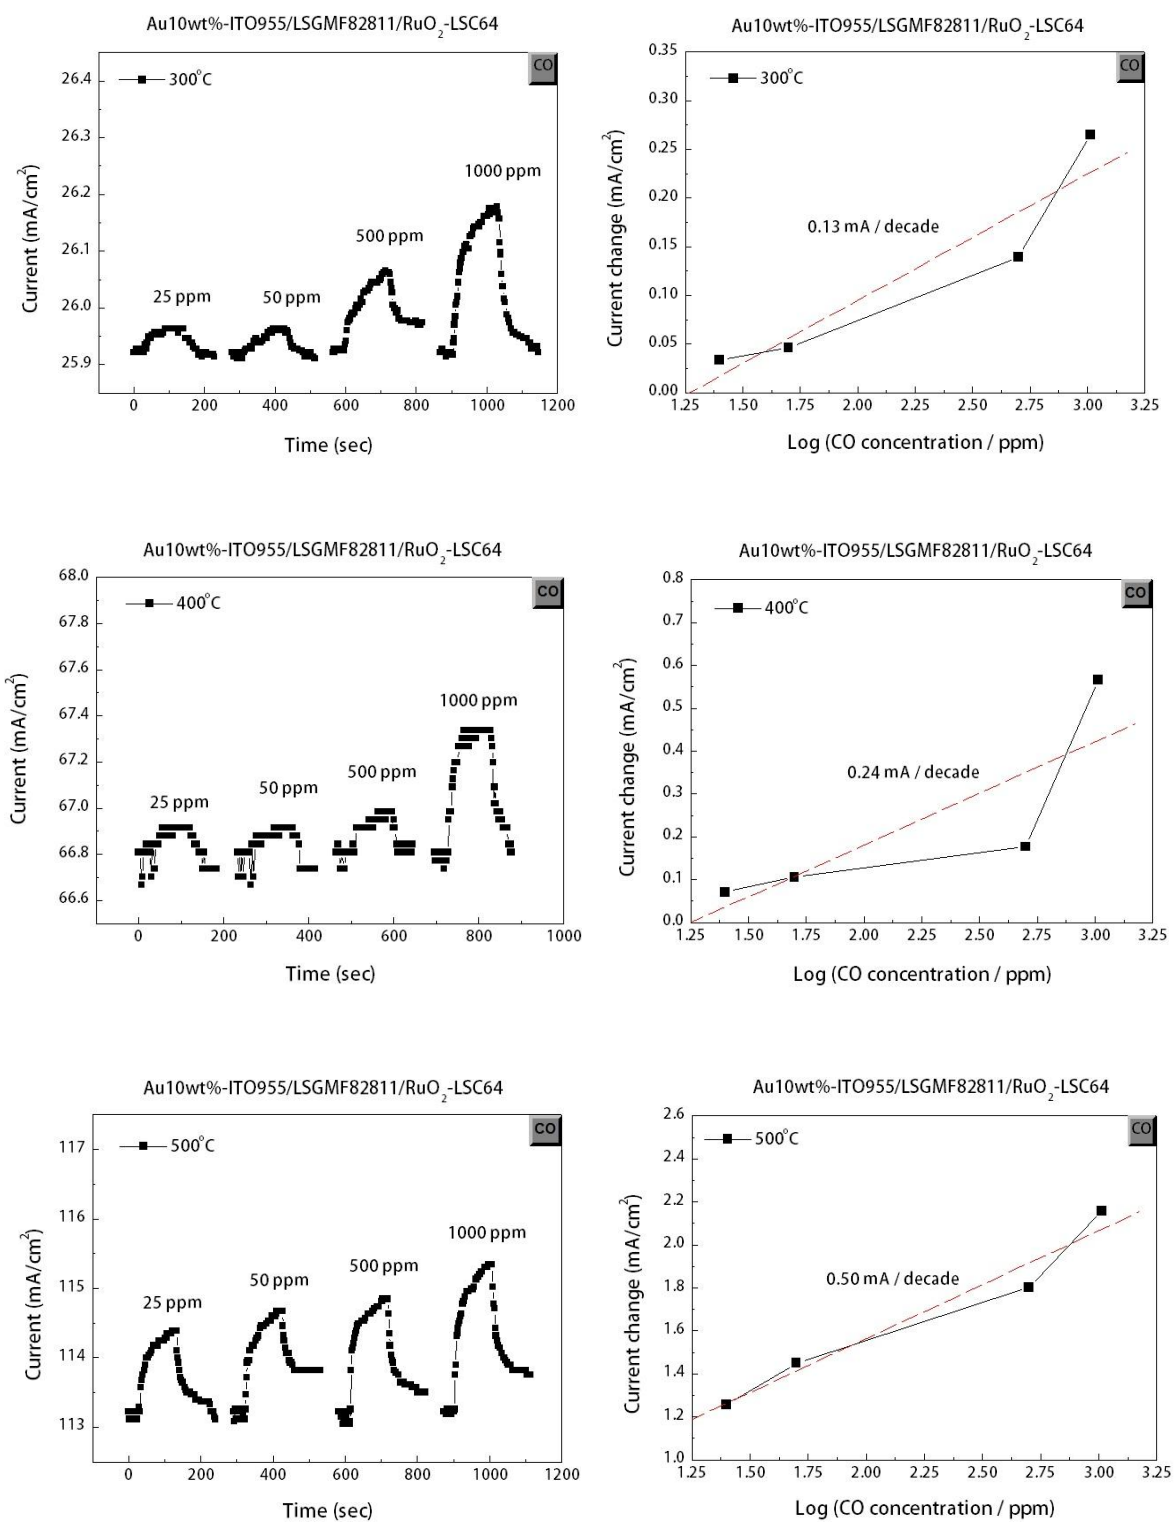 Au10wt%-ITO955/LSGMF82811/RuO2-LSC64
CO
300°C
26.4
26.3
26.2
26.1
26.0
25.9
Current (mA/cm²)
25 ppm
50 ppm
500 ppm
1000 ppm
0 200 400 600 800 1000 1200
Time (sec)
Au10wt%-ITO955/LSGMF82811/RuO2-LSC64
CO
300°C
0.35
0.30
0.25
0.20
0.15
0.10
0.05
0.00
Current change (mA/cm²)
0.13 mA / decade
1.25 1.50 1.75 2.00 2.25 2.50 2.75 3.00 3.25
Log (CO concentration / ppm)
Au10wt%-ITO955/LSGMF82811/RuO2-LSC64
CO
400°C
68.0
67.8
67.6
67.4
67.2
67.0
66.8
66.6
Current (mA/cm²)
25 ppm
50 ppm
500 ppm
1000 ppm
0 200 400 600 800 1000
Time (sec)
Au10wt%-ITO955/LSGMF82811/RuO2-LSC64
CO
400°C
0.8
0.7
0.6
0.5
0.4
0.3
0.2
0.1
0.0
Current change (mA/cm²)
0.24 mA / decade
1.25 1.50 1.75 2.00 2.25 2.50 2.75 3.00 3.25
Log (CO concentration / ppm)
Au10wt%-ITO955/LSGMF82811/RuO2-LSC64
CO
500°C
117
116
115
114
113
Current (mA/cm²)
25 ppm
50 ppm
500 ppm
1000 ppm
0 200 400 600 800 1000 1200
Time (sec)
Au10wt%-ITO955/LSGMF82811/RuO2-LSC64
CO
500°C
2.6
2.4
2.2
2.0
1.8
1.6
1.4
1.2
1.0
Current change (mA/cm²)
0.50 mA / decade
1.25 1.50 1.75 2.00 2.25 2.50 2.75 3.00 3.25
Log (CO concentration / ppm)